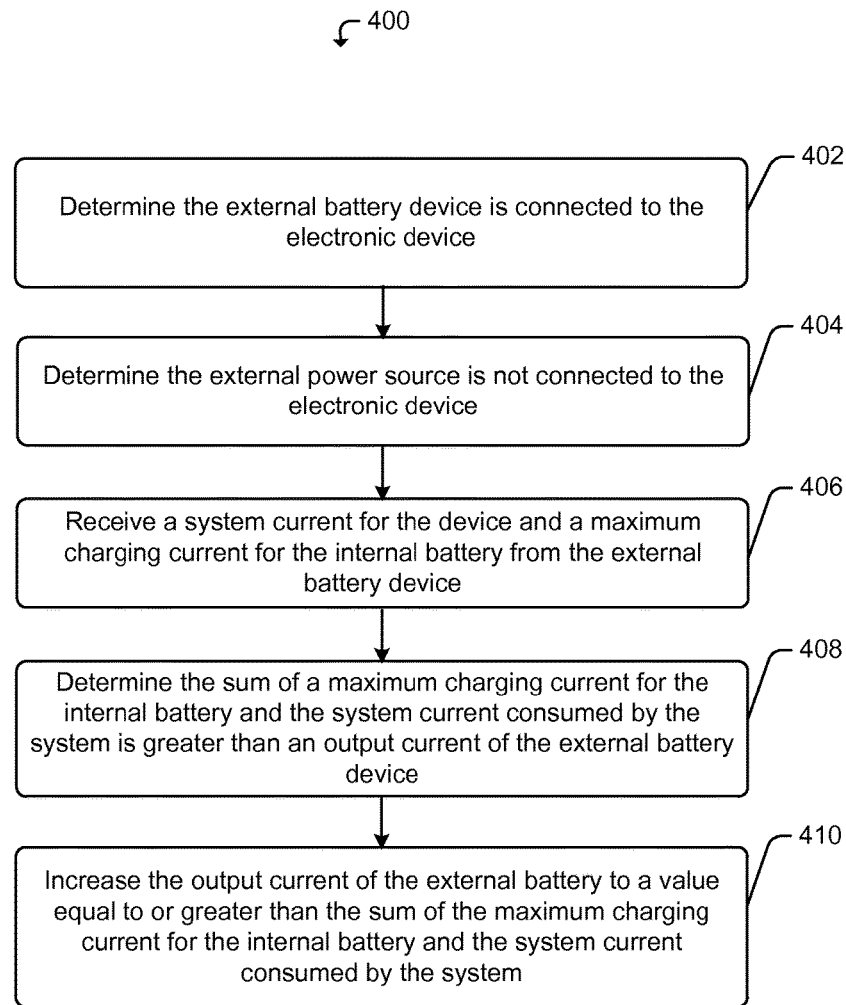 400
402
Determine the external battery device is connected to the
electronic device
404
Determine the external power source is not connected to the
electronic device
406
Receive a system current for the device and a maximum
charging current for the internal battery from the external
battery device
408
Determine the sum of a maximum charging current for the
internal battery and the system current consumed by the
system is greater than an output current of the external battery
device
410
Increase the output current of the external battery to a value
equal to or greater than the sum of the maximum charging
current for the internal battery and the system current
consumed by the system